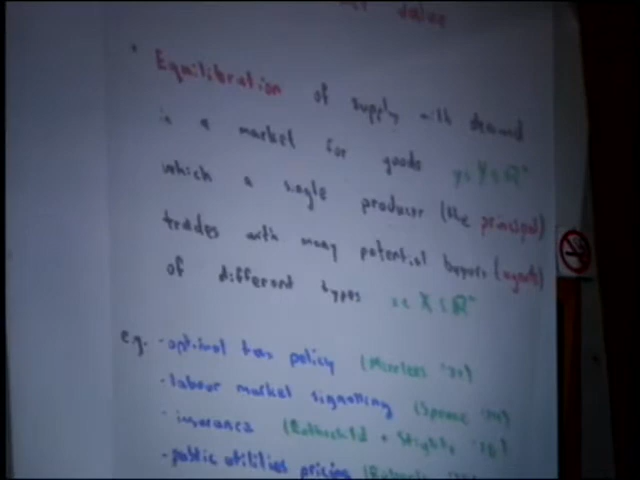 • Equilibration of supply with demand
in a market for goods y ∈ Y ⊂ ℝⁿ
which a single producer (the principal)
trades with many potential buyers (agents)
of different types x ∈ X ⊂ ℝᵐ
e.g. - optimal tax policy (Mirrlees
- labour market signalling (Spence '74)
- insurance (Rothschild + Stiglitz '76)
- public utilities pricing